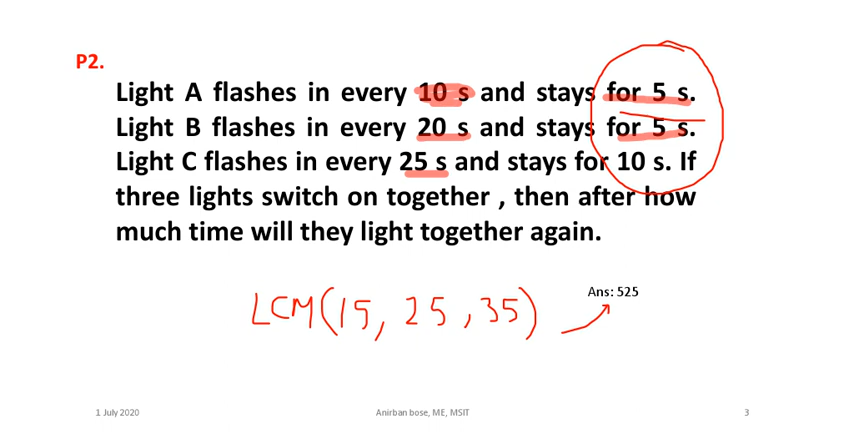 P2.
Light A flashes in every 10 s and stays for 5 s.
Light B flashes in every 20 s and stays for 5 s.
Light C flashes in every 25 s and stays for 10 s. If
three lights switch on together , then after how
much time will they light together again.
Ans: 525
LCM(15, 25 ,35)
1 July 2020
Anirban bose, ME, MSIT
3